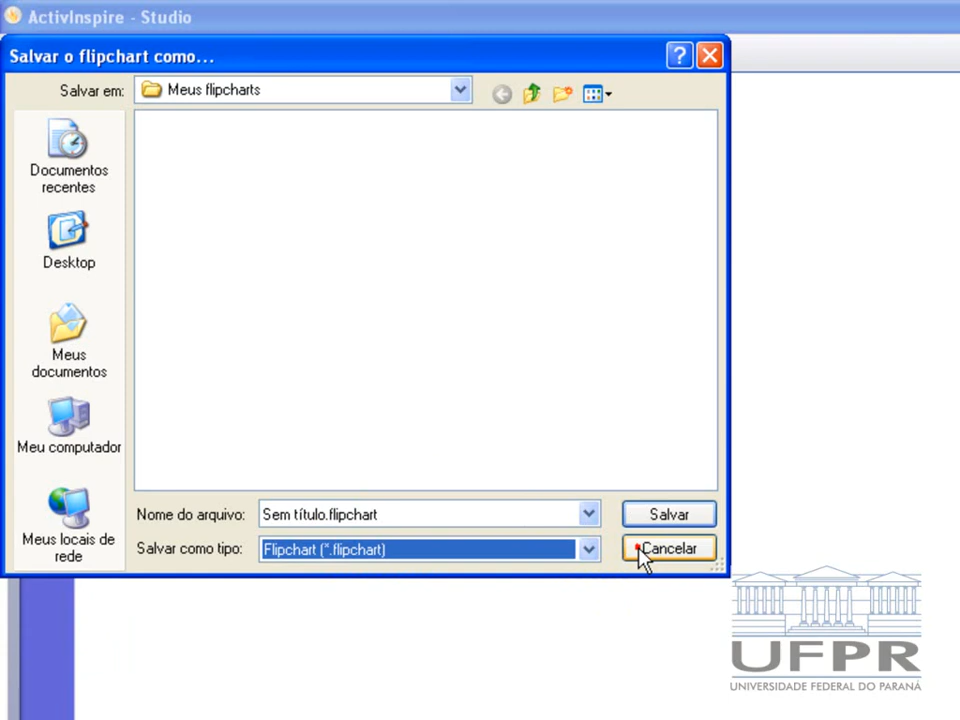 ActivInspire - Studio
Salvar o flipchart como...
Salvar em:
Meus flipcharts
Documentos
recentes
Desktop
Meus
documentos
Meu computador
Meus locais de
rede
Nome do arquivo:
Sem título.flipchart
Salvar
Salvar como tipo:
Flipchart (*.flipchart)
Cancelar
UFPR
UNIVERSIDADE FEDERAL DO PARANÁ